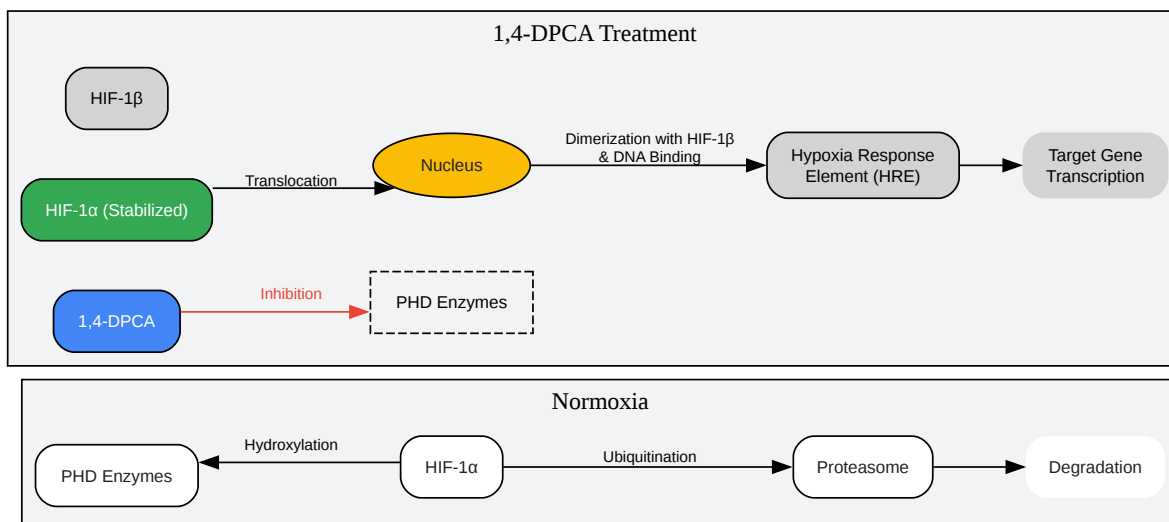 1,4-DPCA Treatment
HIF-1β
HIF-1α (Stabilized)
Translocation
Nucleus
Dimerization with HIF-1β
& DNA Binding
Hypoxia Response
Element (HRE)
Target Gene
Transcription
1,4-DPCA
Inhibition
PHD Enzymes
Normoxia
PHD Enzymes
Hydroxylation
HIF-1α
Ubiquitination
Proteasome
Degradation